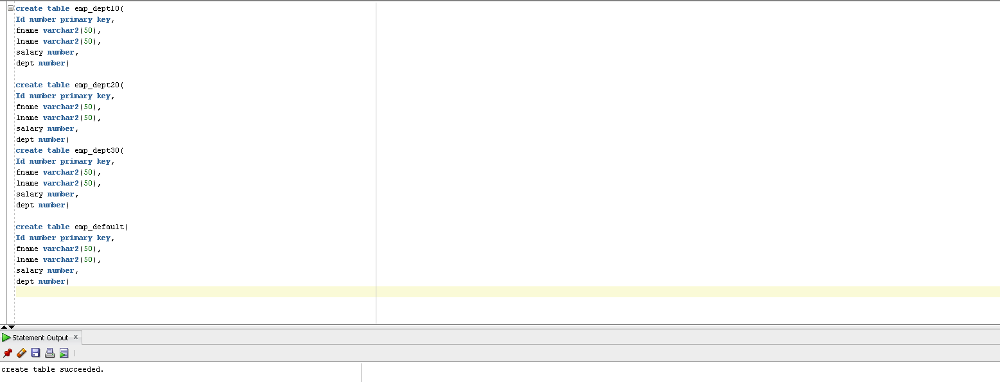 create table emp_dept10(
Id number primary key,
fname varchar2(50),
lname varchar2(50),
salary number,
dept number)
create table emp_dept20(
Id number primary key,
fname varchar2(50),
lname varchar2(50),
salary number,
dept number)
create table emp_dept30(
Id number primary key,
fname varchar2(50),
lname varchar2(50),
salary number,
dept number)
create table emp_default(
Id number primary key,
fname varchar2(50),
lname varchar2(50),
salary number,
dept number)
Statement Output x
create table succeeded.